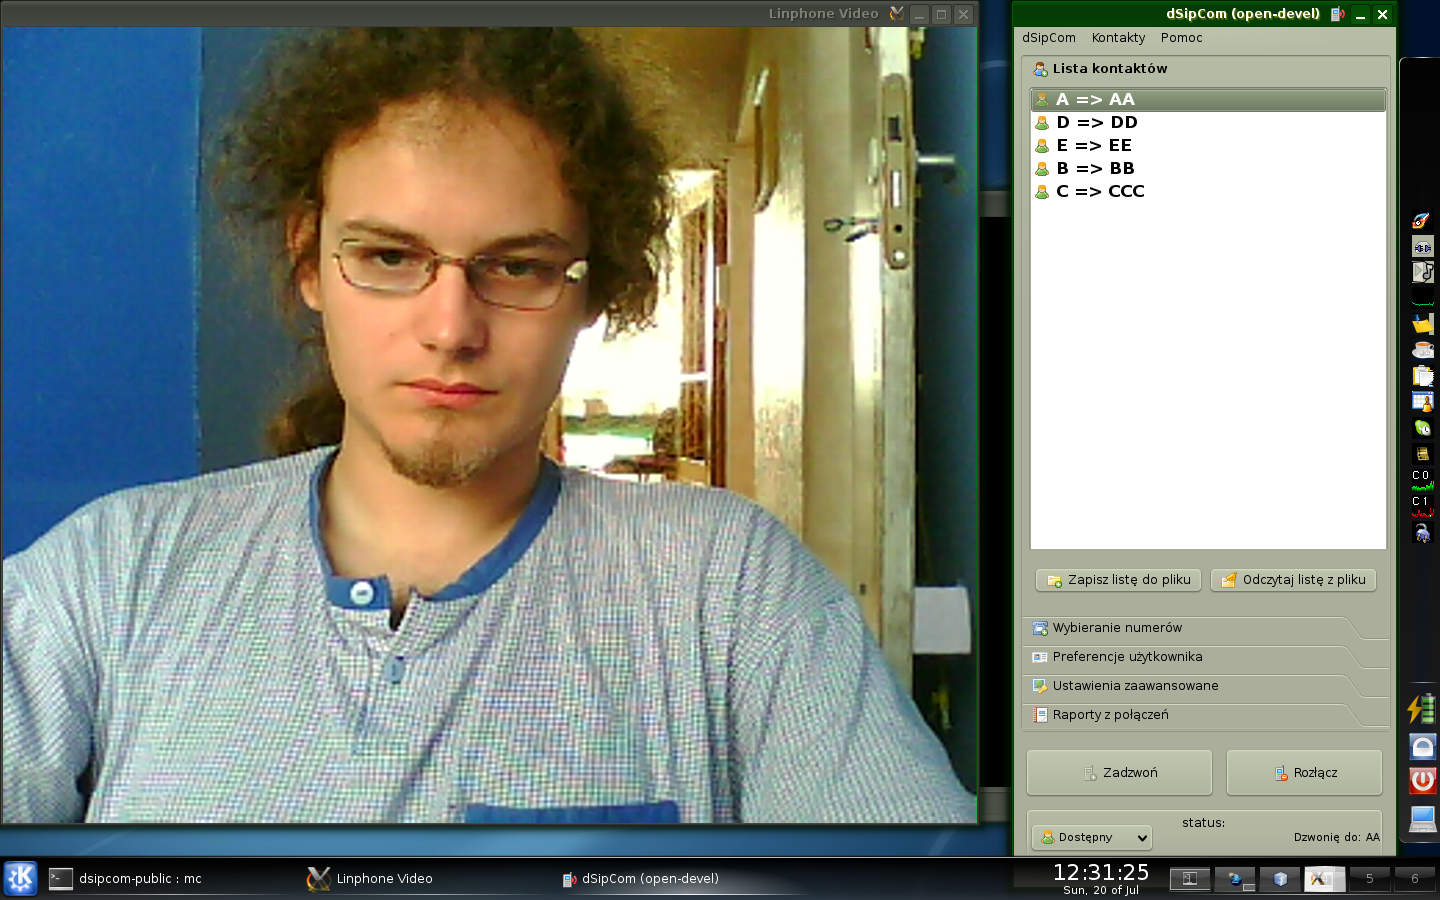 Linphone Video
dSipCom (open-devel)
dSipCom Kontakty Pomoc
Lista kontaktów
A => AA
D => DD
E => EE
B => BB
C => CCC
Zapisz listę do pliku
Odczytaj listę z pliku
Wybieranie numerów
Preferencje użytkownika
Ustawienia zaawansowane
Raporty z połączeń
Zadzwoń
Rozłącz
status:
Dostępny
Dzwonię do: AA
C 0
C 1
dsipcom-public : mc
Linphone Video
dSipCom (open-devel)
12:31:25
Sun, 20 of Jul
5
6